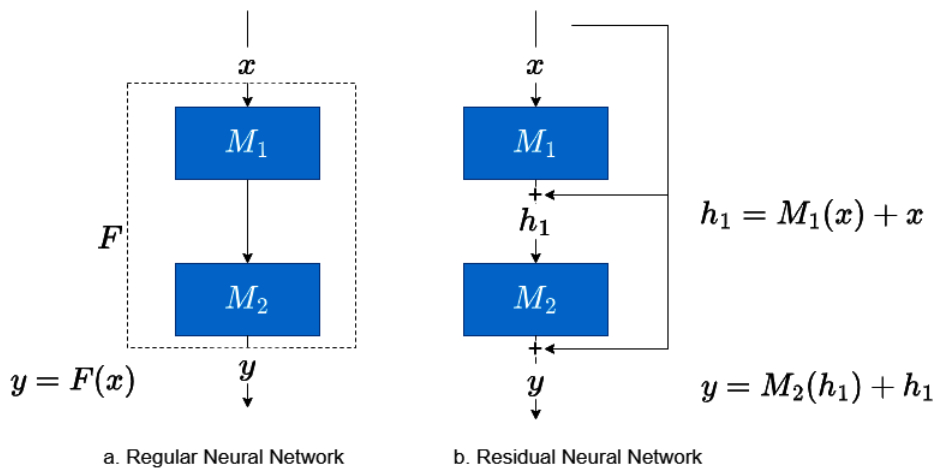 x
M₁
F
M₂
y
y = F(x)
a. Regular Neural Network
x
M₁
+
h₁
M₂
+
y
h₁ = M₁(x) + x
y = M₂(h₁) + h₁
b. Residual Neural Network